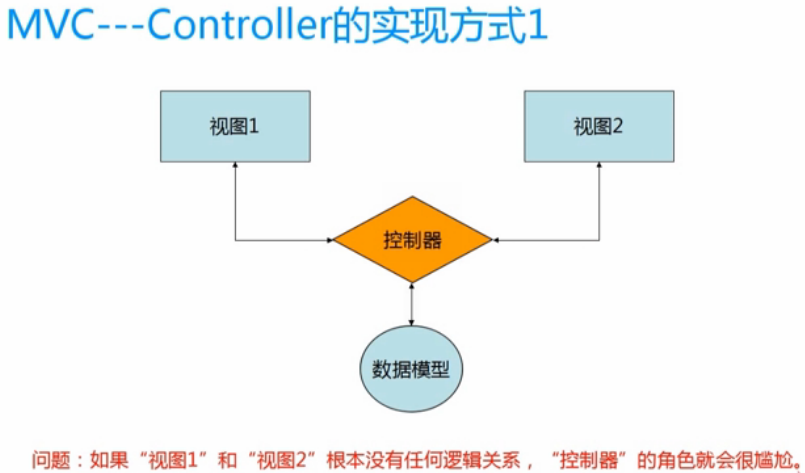 MVC---Controller的实现方式1
视图1
视图2
控制器
数据模型
问题：如果“视图1”和“视图2”根本没有任何逻辑关系，“控制器”的角色就会很尴尬。